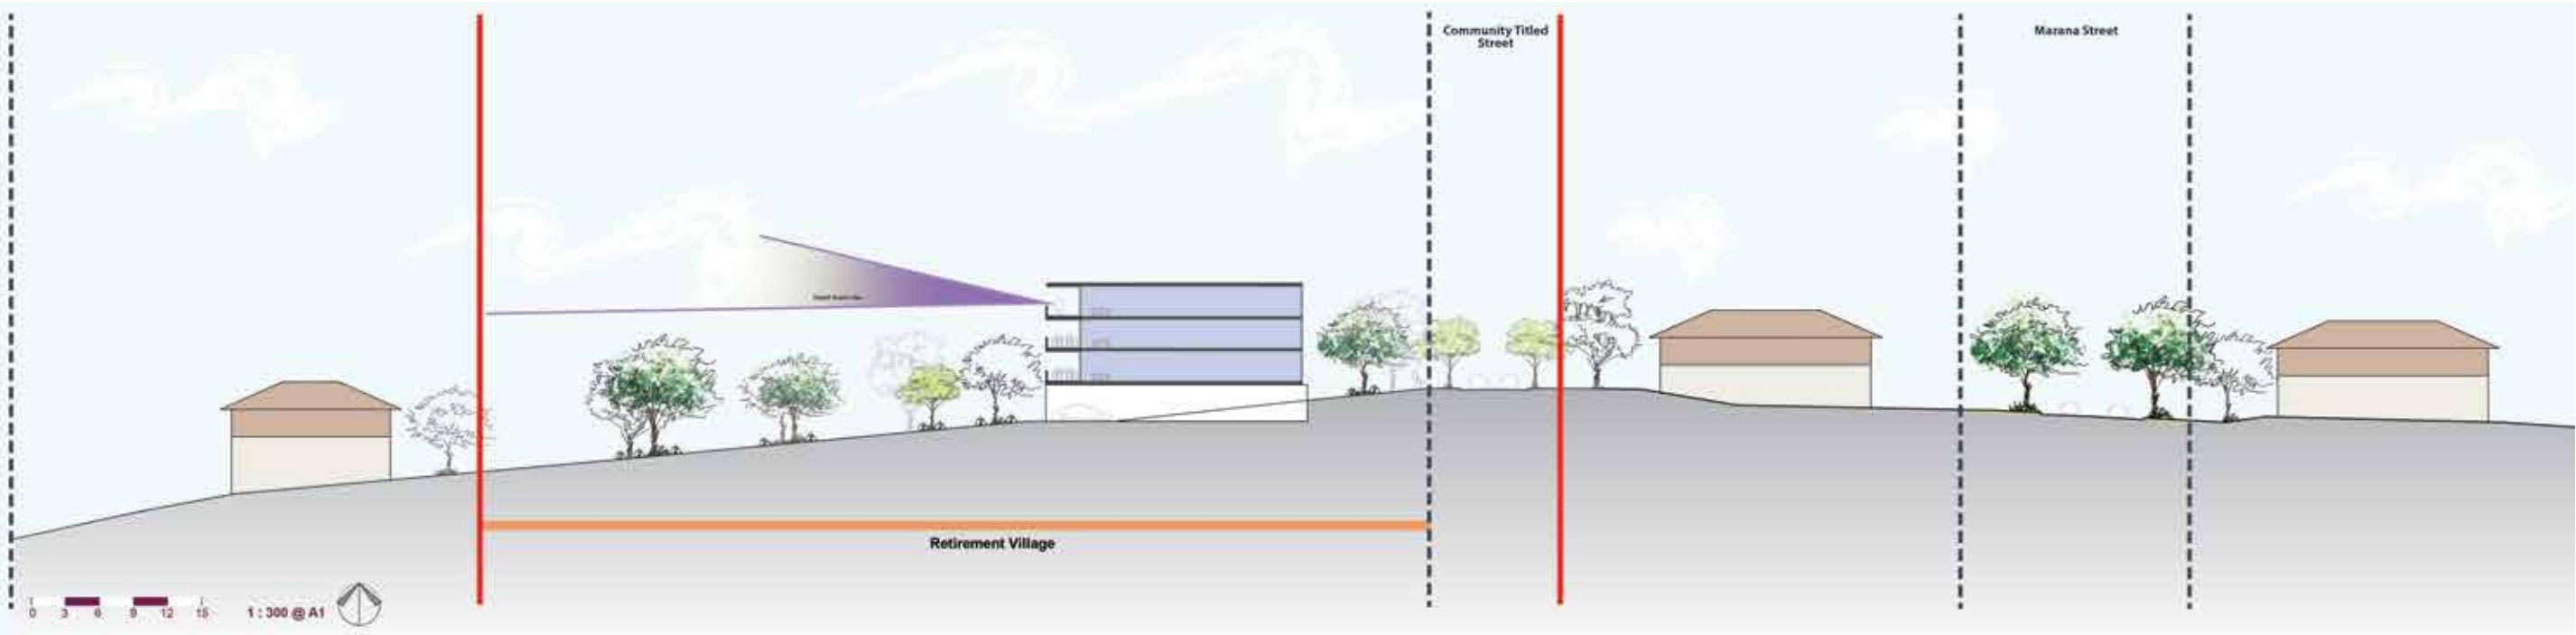 Community Titled
Street
Marana Street
Retirement Village
0 3 6 9 12 15
1 : 300 @ A1